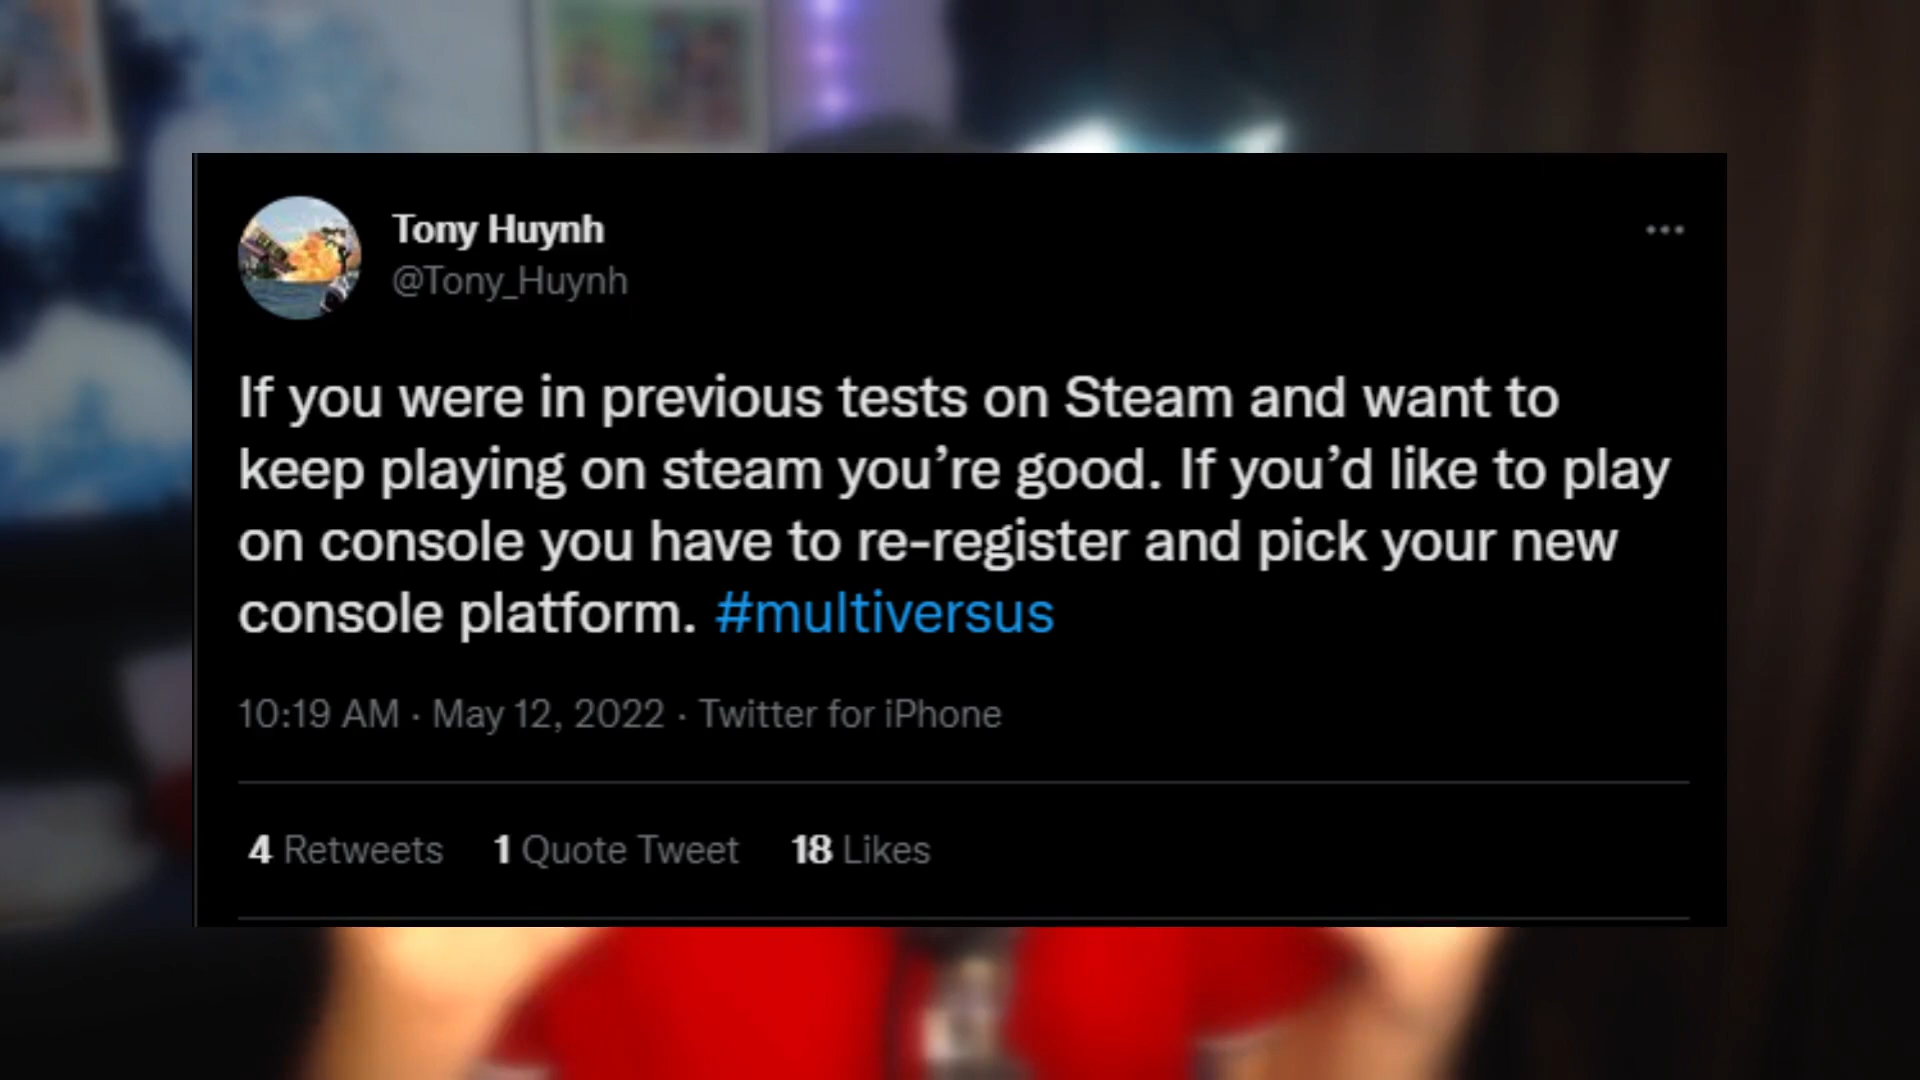 Tony Huynh
@Tony_Huynh
If you were in previous tests on Steam and want to
keep playing on steam you’re good. If you’d like to play
on console you have to re-register and pick your new
console platform. #multiversus
10:19 AM · May 12, 2022 · Twitter for iPhone
4 Retweets 1 Quote Tweet 18 Likes